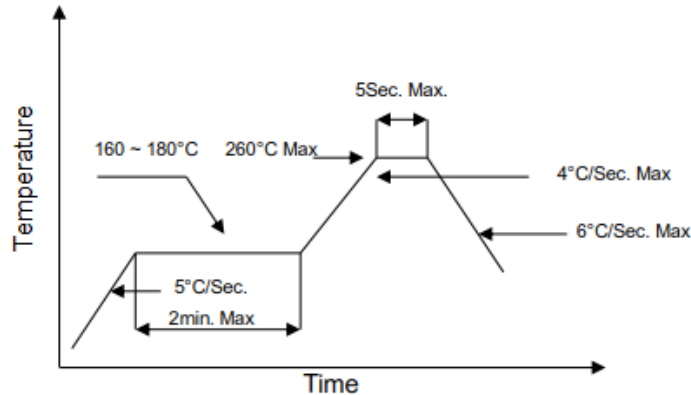 5Sec. Max.
160 ~ 180°C
260°C Max
4°C/Sec. Max
Temperature
6°C/Sec. Max
5°C/Sec.
2min. Max
Time